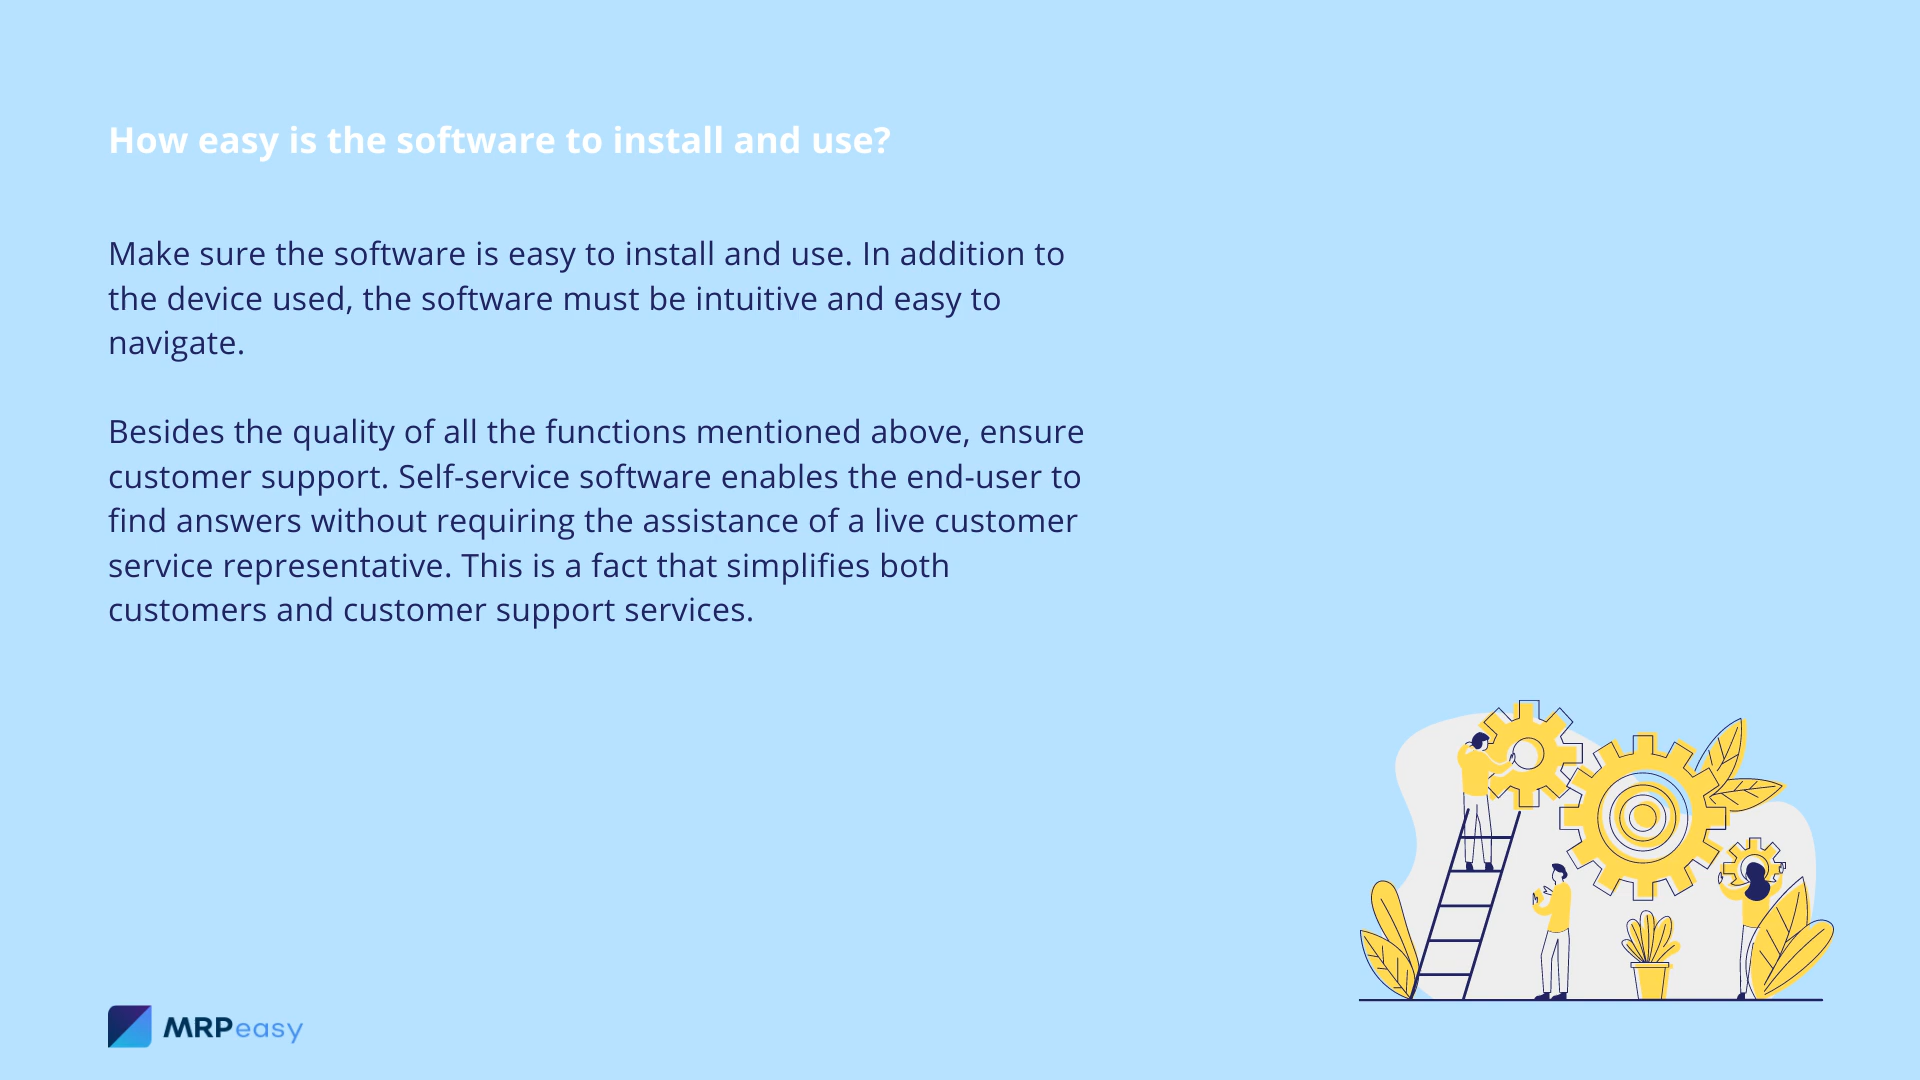 How easy is the software to install and use?
Make sure the software is easy to install and use. In addition to
the device used, the software must be intuitive and easy to
navigate.
Besides the quality of all the functions mentioned above, ensure
customer support. Self-service software enables the end-user to
find answers without requiring the assistance of a live customer
service representative. This is a fact that simplifies both
customers and customer support services.
MRPeasy